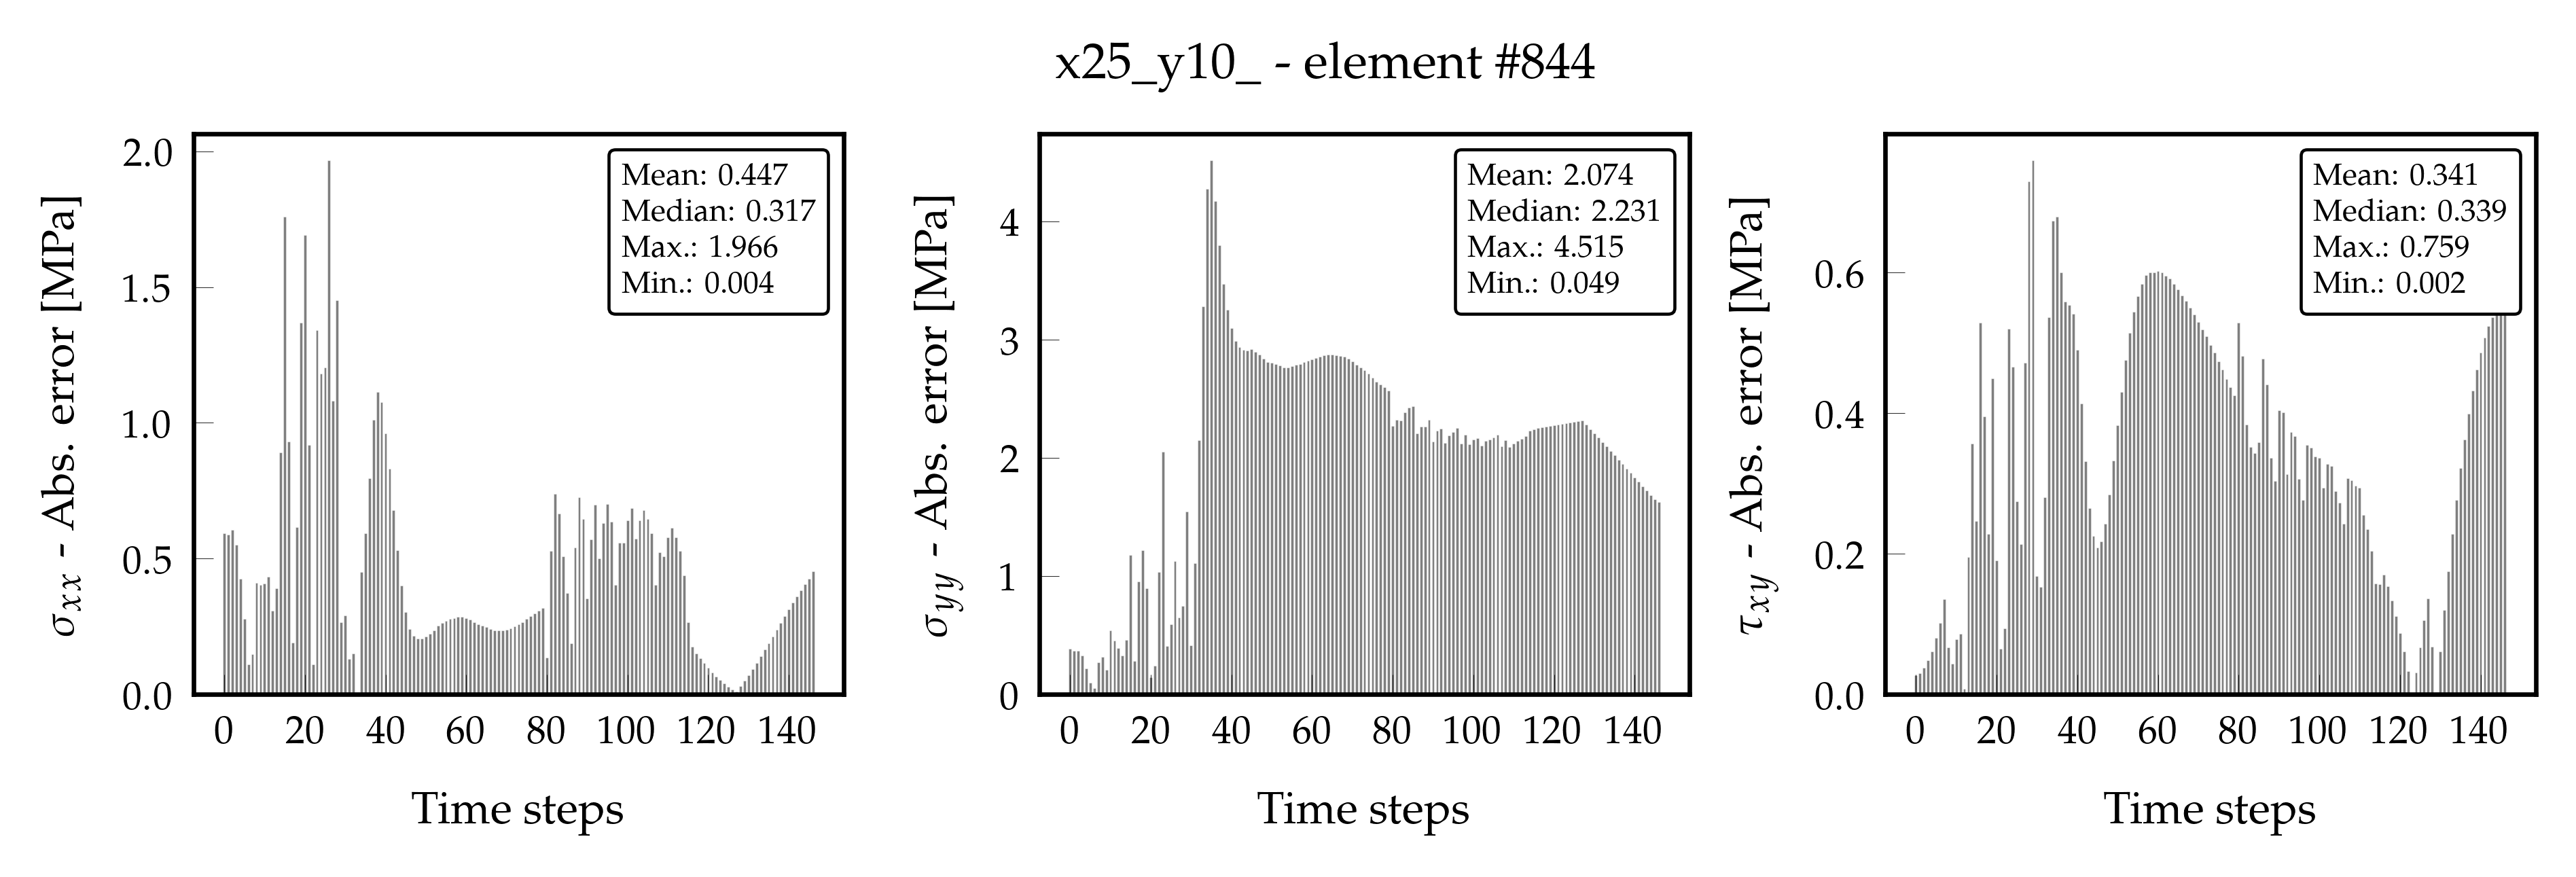 x25_y10_ - element #844
σxx - Abs. error [MPa]
2.0
1.5
1.0
0.5
0.0
0 20 40 60 80 100 120 140
Time steps
Mean: 0.447
Median: 0.317
Max.: 1.966
Min.: 0.004
σyy - Abs. error [MPa]
4
3
2
1
0
0 20 40 60 80 100 120 140
Time steps
Mean: 2.074
Median: 2.231
Max.: 4.515
Min.: 0.049
τxy - Abs. error [MPa]
0.6
0.4
0.2
0.0
0 20 40 60 80 100 120 140
Time steps
Mean: 0.341
Median: 0.339
Max.: 0.759
Min.: 0.002